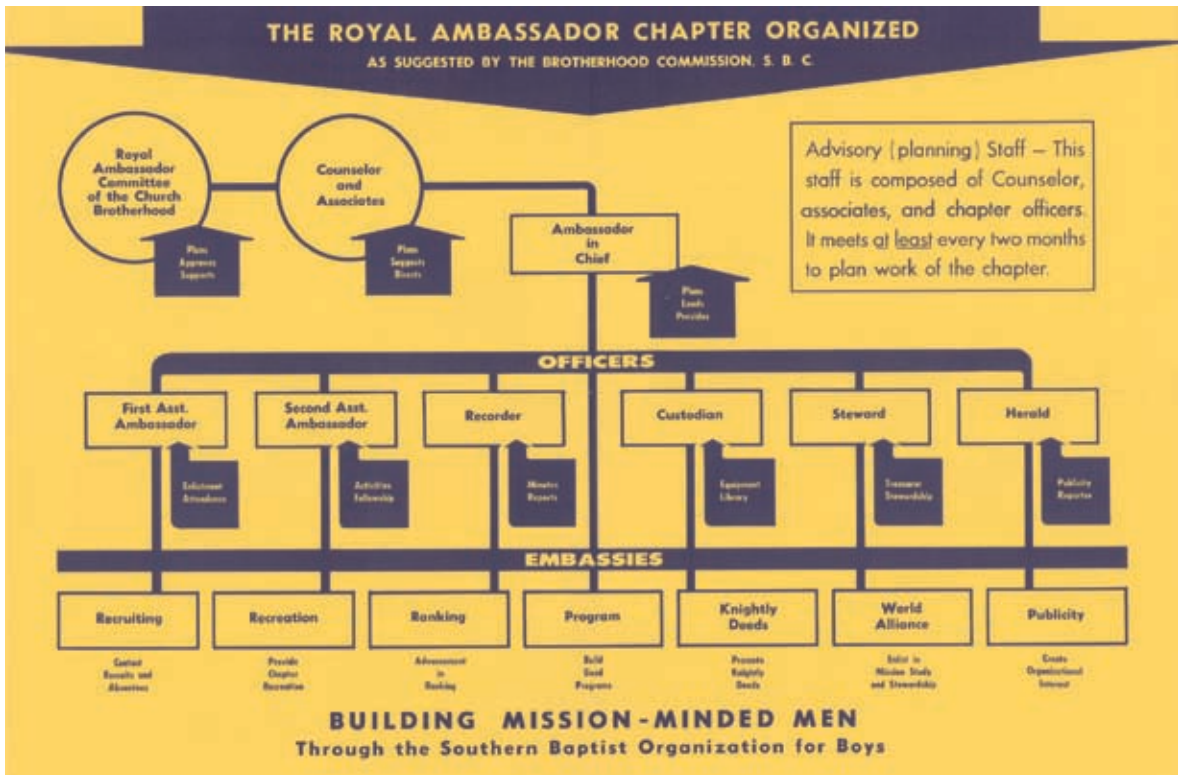 THE ROYAL AMBASSADOR CHAPTER ORGANIZED
AS SUGGESTED BY THE BROTHERHOOD COMMISSION, S. B. C.
Royal
Ambassador
Committee
of the Church
Brotherhood
Plans
Approves
Supports
Counselor
and
Associates
Plans
Suggests
Directs
Ambassador
in
Chief
Plans
Leads
Presides
Advisory (planning) Staff — This
staff is composed of Counselor,
associates, and chapter officers.
It meets at least every two months
to plan work of the chapter.
OFFICERS
First Asst.
Ambassador
Enlistment
Attendance
Second Asst.
Ambassador
Activities
Fellowship
Recorder
Minutes
Reports
Custodian
Equipment
Library
Steward
Treasurer
Stewardship
Herald
Publicity
Reporter
EMBASSIES
Recruiting
Contact
Recruits and
Absentees
Recreation
Provide
Chapter
Recreation
Ranking
Advancement
in
Ranking
Program
Build
Good
Programs
Knightly
Deeds
Promote
Knightly
Deeds
World
Alliance
Enlist in
Mission Study
and Stewardship
Publicity
Create
Organizational
Interest
BUILDING MISSION-MINDED MEN
Through the Southern Baptist Organization for Boys